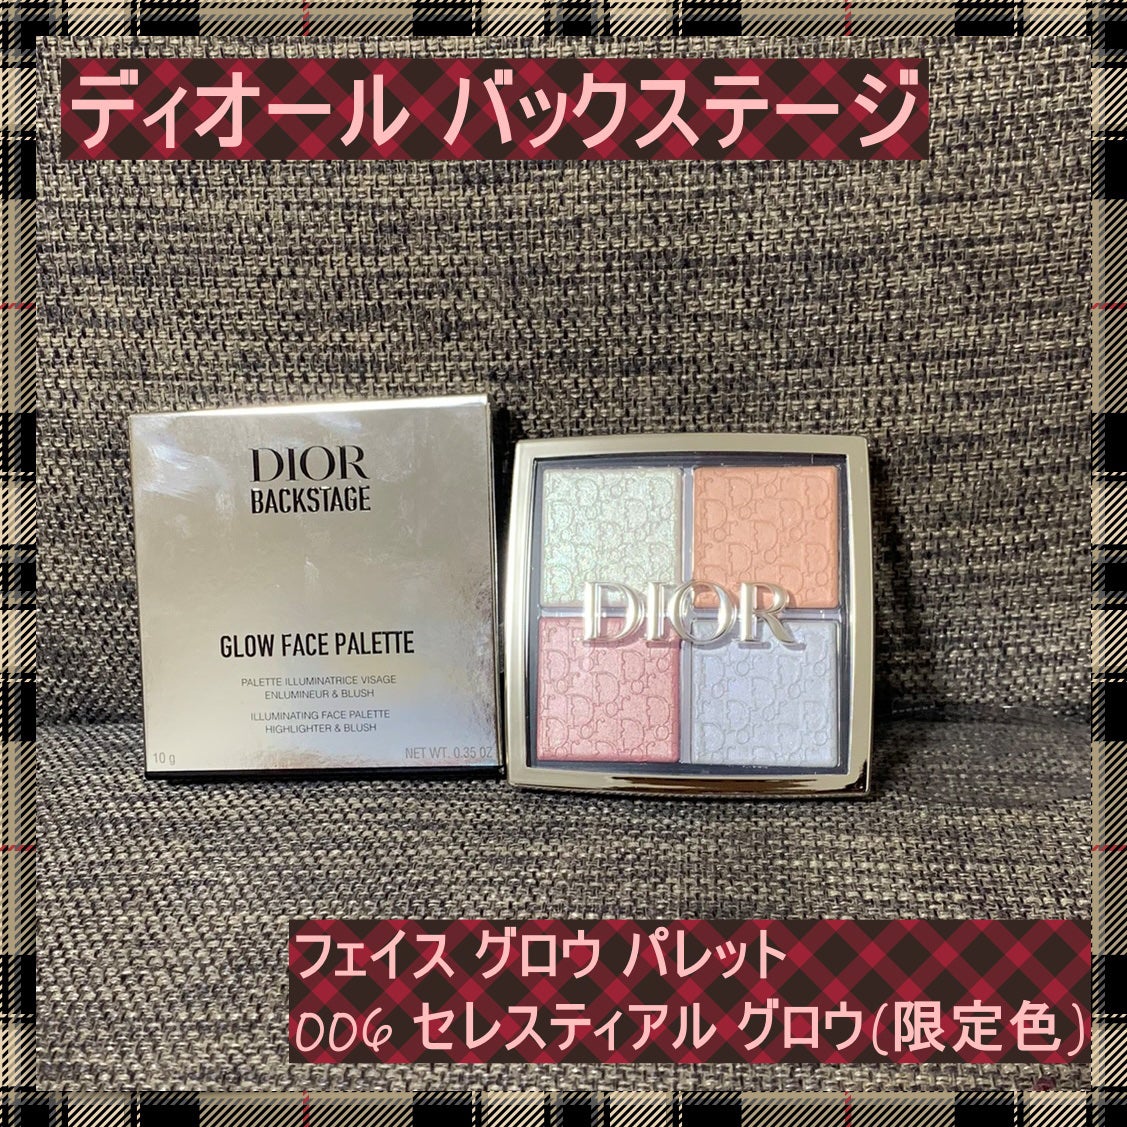 ディオール バックステージ
DIOR
BACKSTAGE
GLOW FACE PALETTE
PALETTE ILLUMINATRICE VISAGE
ENLUMINEUR & BLUSH
ILLUMINATING FACE PALETTE
HIGHLIGHTER & BLUSH
10 g
NET WT. 0.35 OZ
DIOR
フェイス グロウ パレット
006 セレスティアル グロウ(限定色)